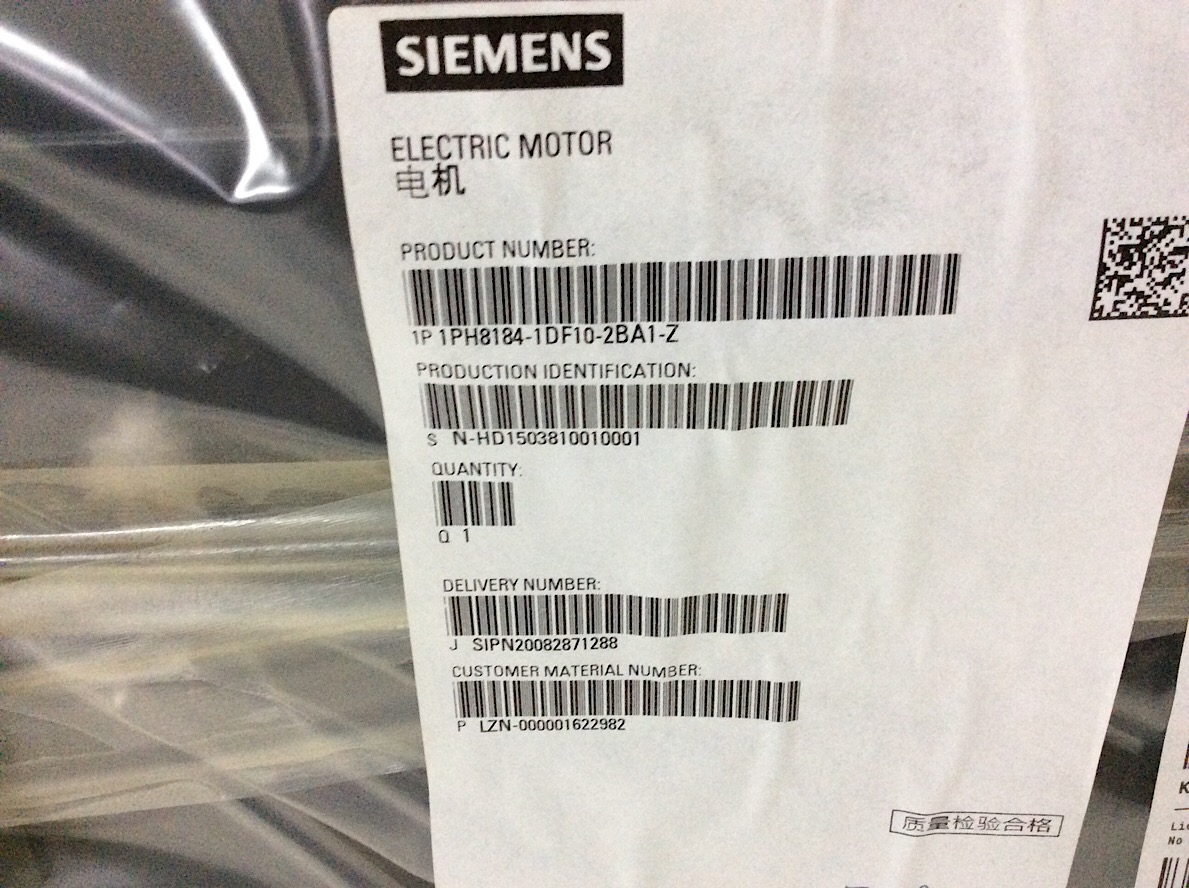 SIEMENS
ELECTRIC MOTOR
电机
PRODUCT NUMBER:
1P 1PH8184-1DF10-2BA1-Z
PRODUCTION IDENTIFICATION:
S N-HD1503810010001
QUANTITY:
Q 1
DELIVERY NUMBER:
J SIPN20082871288
CUSTOMER MATERIAL NUMBER:
P LZN-000001622982
质量检验合格
K
No